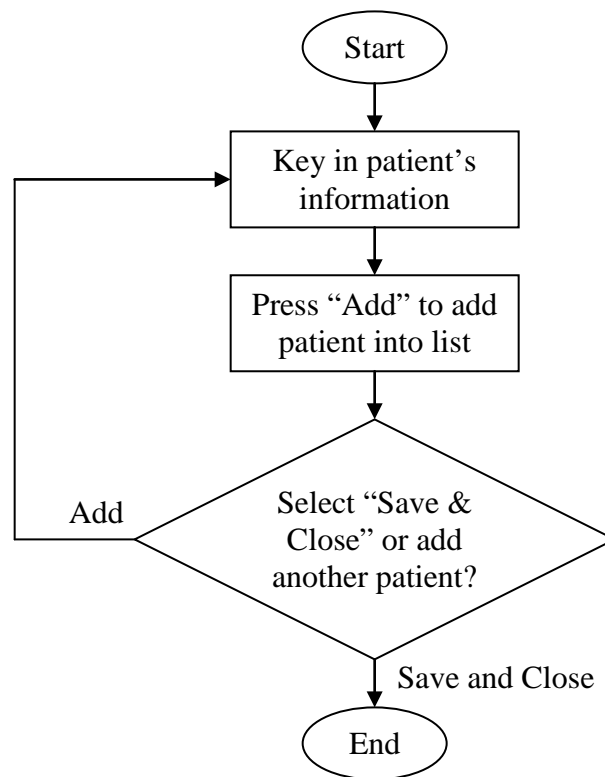 Start
Key in patient’s
information
Press “Add” to add
patient into list
Add
Select “Save &
Close” or add
another patient?
Save and Close
End